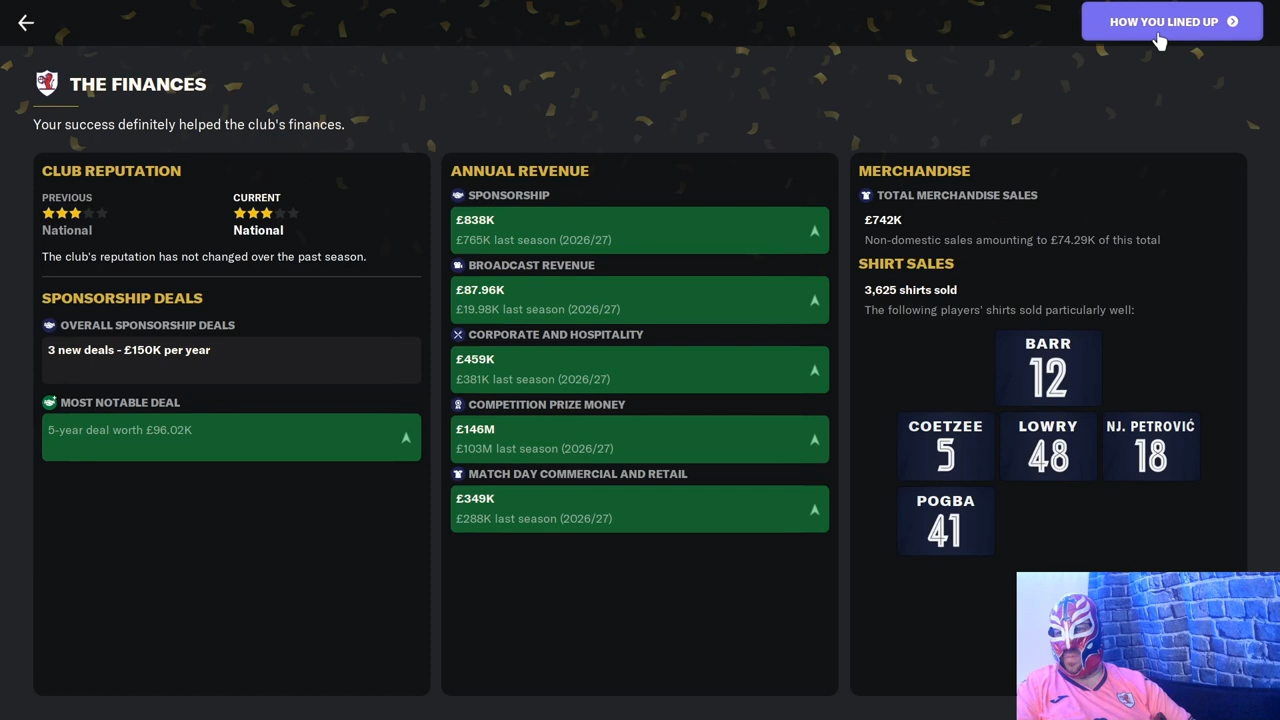 HOW YOU LINED UP
THE FINANCES
Your success definitely helped the club's finances.
CLUB REPUTATION
PREVIOUS
CURRENT
National
National
The club's reputation has not changed over the past season.
SPONSORSHIP DEALS
OVERALL SPONSORSHIP DEALS
3 new deals - £150K per year
MOST NOTABLE DEAL
5-year deal worth £96.02K
ANNUAL REVENUE
SPONSORSHIP
£838K
£765K last season (2026/27)
BROADCAST REVENUE
£87.96K
£19.98K last season (2026/27)
CORPORATE AND HOSPITALITY
£459K
£381K last season (2026/27)
COMPETITION PRIZE MONEY
£146M
£103M last season (2026/27)
MATCH DAY COMMERCIAL AND RETAIL
£349K
£288K last season (2026/27)
MERCHANDISE
TOTAL MERCHANDISE SALES
£742K
Non-domestic sales amounting to £74.29K of this total
SHIRT SALES
3,625 shirts sold
The following players' shirts sold particularly well:
BARR
12
COETZEE
5
LOWRY
48
NJ. PETROVIĆ
18
POGBA
41